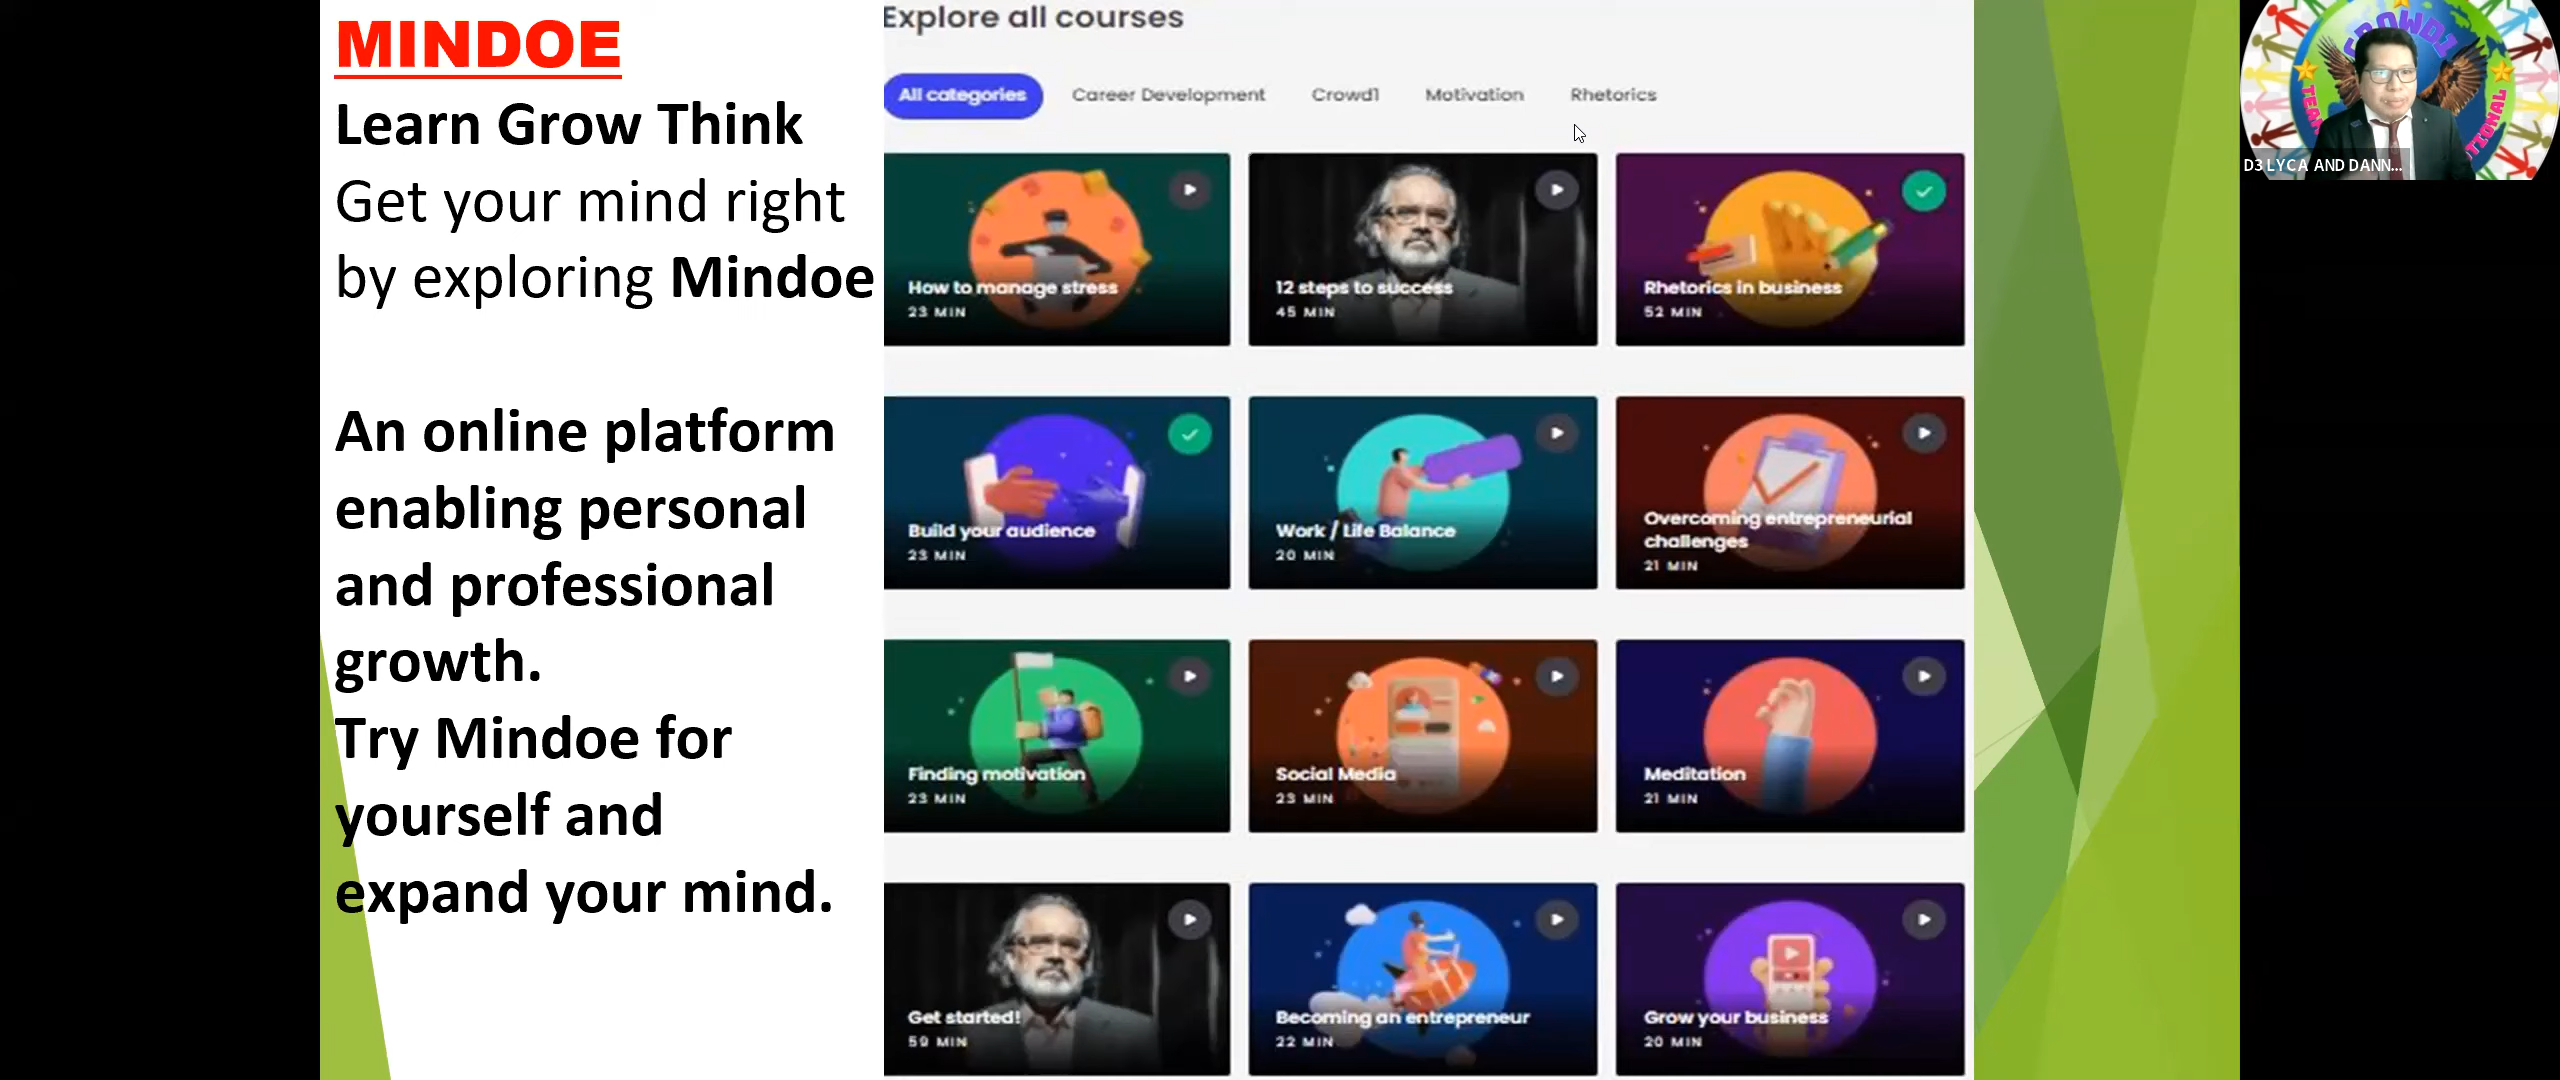 MINDOE
Learn Grow Think
Get your mind right
by exploring Mindoe
An online platform
enabling personal
and professional
growth.
Try Mindoe for
yourself and
expand your mind.
Explore all courses
All categories
Career Development
Crowd1
Motivation
Rhetorics
How to manage stress
23 MIN
12 steps to success
45 MIN
Rhetorics in business
52 MIN
Build your audience
23 MIN
Work / Life Balance
20 MIN
Overcoming entrepreneurial
challenges
21 MIN
Finding motivation
23 MIN
Social Media
23 MIN
Meditation
21 MIN
Get started!
59 MIN
Becoming an entrepreneur
22 MIN
Grow your business
20 MIN
CROWD1
D3 LYCA AND DANN...